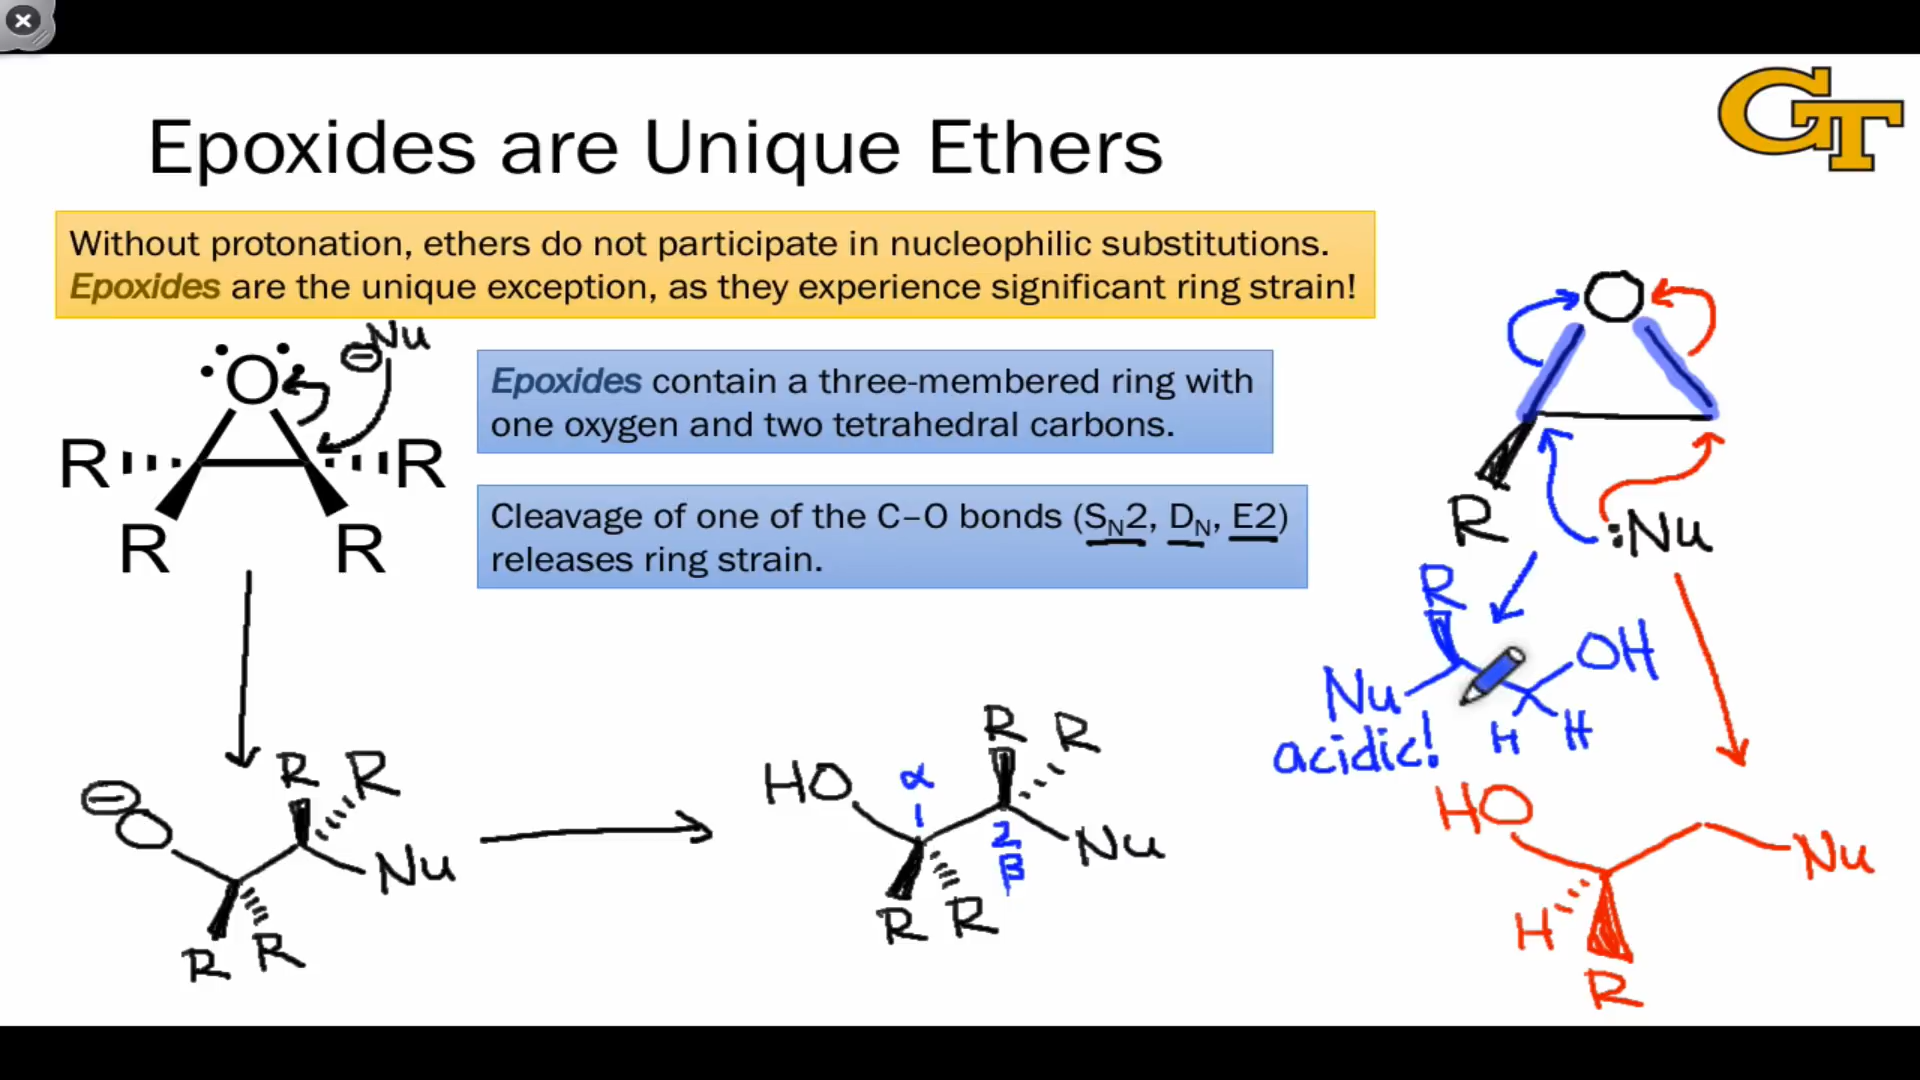 GT
Epoxides are Unique Ethers
Without protonation, ethers do not participate in nucleophilic substitutions.
Epoxides are the unique exception, as they experience significant ring strain!
⊖Nu
O
R R
R R
Epoxides contain a three-membered ring with
one oxygen and two tetrahedral carbons.
Cleavage of one of the C–O bonds (SN2, DN, E2)
releases ring strain.
O
R
:Nu
R
OH
Nu
H H
acidic!
⊖
O
R R
Nu
R R
HO
α
1
R R
2
β
Nu
R R
HO
Nu
H
R